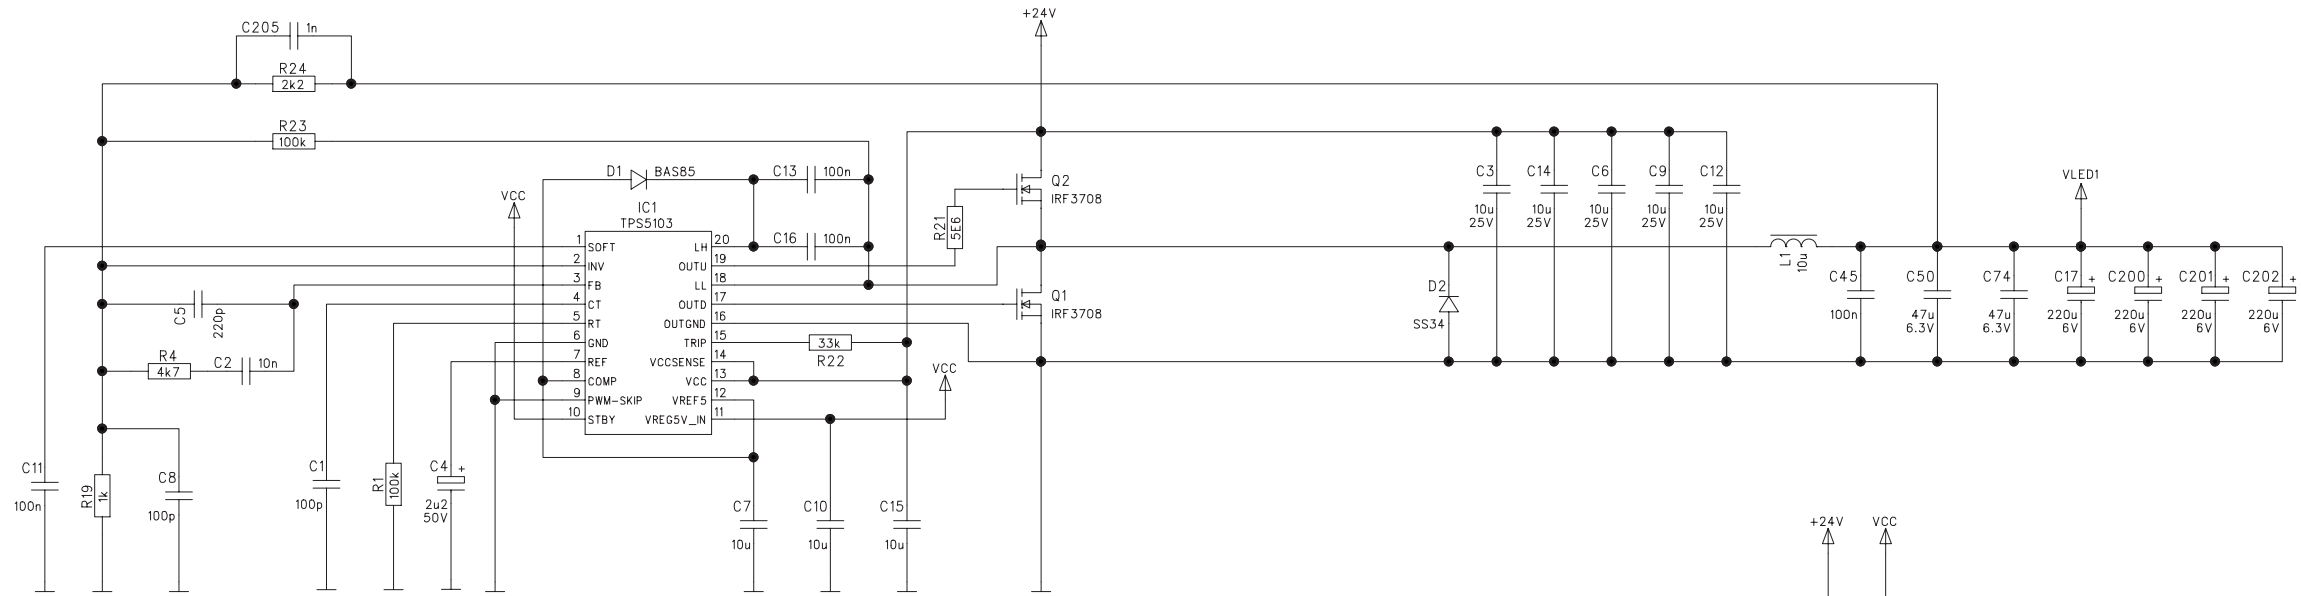 +24V
C205 1n
R24
2k2
R23
100k
D1 BAS85
C13 100n
VCC
IC1
TPS5103
C16 100n
1 SOFT
2 INV
3 FB
4 CT
5 RT
6 GND
7 REF
8 COMP
9 PWM-SKIP
10 STBY
LH 20
OUTU 19
LL 18
OUTD 17
OUTGND 16
TRIP 15
VCCSENSE 14
VCC 13
VREF5 12
VREG5V_IN 11
R21
5E6
Q2
IRF3708
Q1
IRF3708
33k
R22
VCC
C3
10u
25V
C14
10u
25V
C6
10u
25V
C9
10u
25V
C12
10u
25V
D2
SS34
L1
10u
VLED1
C45
100n
C50
47u
6.3V
C74
47u
6.3V
C17 +
220u
6V
C200 +
220u
6V
C201 +
220u
6V
C202 +
220u
6V
C5
220p
R4
4k7
C2 10n
C11
100n
R19
1k
C8
100p
C1
100p
R1
100k
C4 +
2u2
50V
C7
10u
C10
10u
C15
10u
+24V
VCC